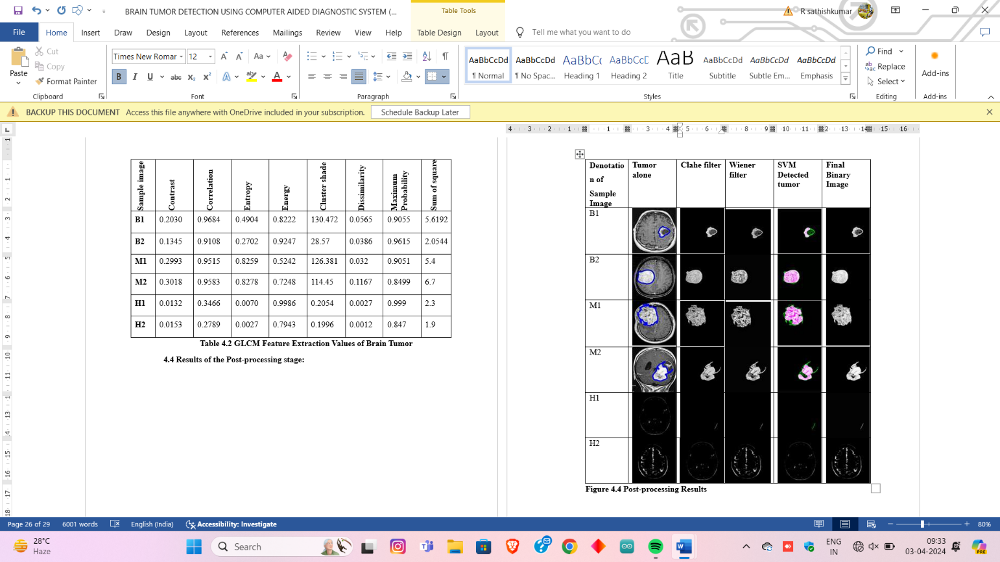 BRAIN TUMOR DETECTION USING COMPUTER AIDED DIAGNOSTIC SYSTEM (...
Table Tools
R sathishkumar
File Home Insert Draw Design Layout References Mailings Review View Help Table Design Layout Tell me what you want to do
Paste
Cut
Copy
Format Painter
Clipboard
Times New Romar 12
Font
Paragraph
AaBbCcDd AaBbCcDd AaBbCc AaBbCcD AaB AaBbCcDd AaBbCcDd AaBbCcDd
¶ Normal ¶ No Spac... Heading 1 Heading 2 Title Subtitle Subtle Em... Emphasis
Styles
Find
Replace
Select
Editing
Add-ins
Add-ins
BACKUP THIS DOCUMENT Access this file anywhere with OneDrive included in your subscription. Schedule Backup Later
Sample image Contrast Correlation Entropy Energy Cluster shade Dissimilarity Maximum Probability Sum of square
B1 0.2030 0.9684 0.4904 0.8222 130.472 0.0565 0.9055 5.6192
B2 0.1345 0.9108 0.2702 0.9247 28.57 0.0386 0.9615 2.0544
M1 0.2993 0.9515 0.8259 0.5242 126.381 0.032 0.9051 5.4
M2 0.3018 0.9583 0.8278 0.7248 114.45 0.1167 0.8499 6.7
H1 0.0132 0.3466 0.0070 0.9986 0.2054 0.0027 0.999 2.3
H2 0.0153 0.2789 0.0027 0.7943 0.1996 0.0012 0.847 1.9
Table 4.2 GLCM Feature Extraction Values of Brain Tumor
4.4 Results of the Post-processing stage:
Denotatio
n of
Sample
Image
Tumor
alone
Clahe filter
Wiener
filter
SVM
Detected
tumor
Final
Binary
Image
B1
B2
M1
M2
H1
H2
Figure 4.4 Post-processing Results
Page 26 of 29 6001 words English (India) Accessibility: Investigate 80%
28°C
Haze
Search
PRE
ENG
IN
09:33
03-04-2024